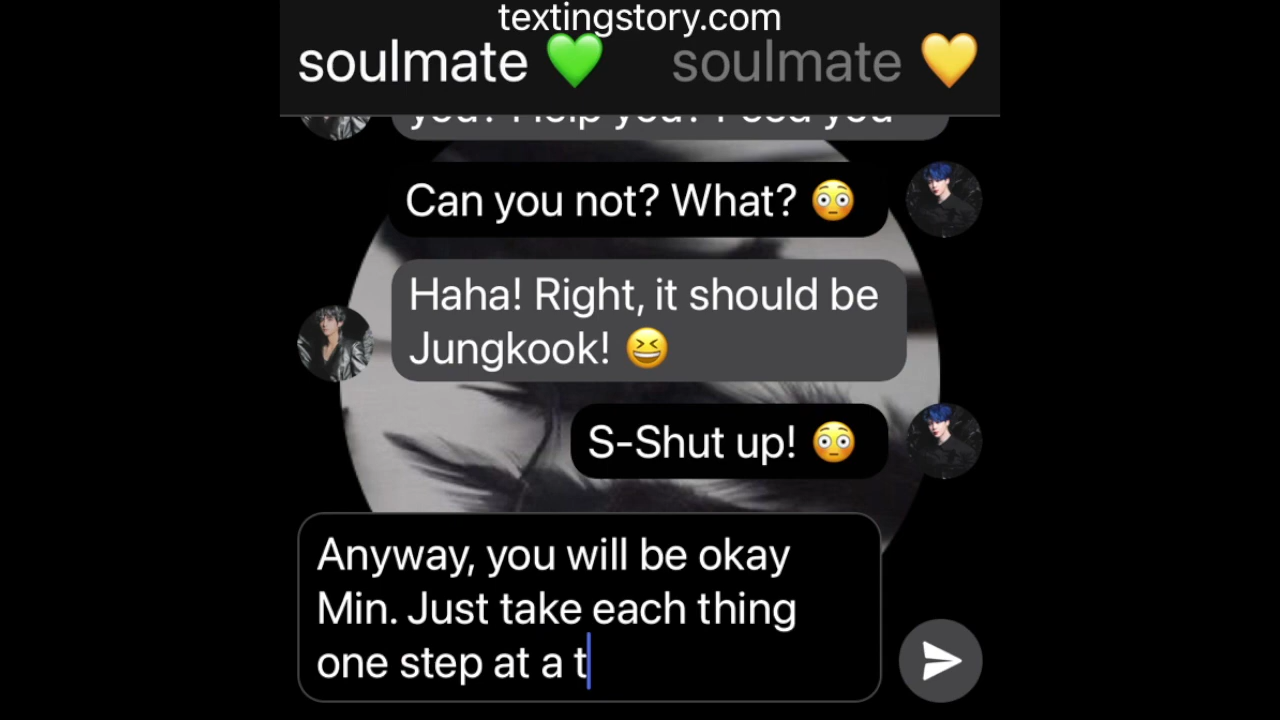 textingstory.com
soulmate 💚 soulmate 💛
you? Help you? Feed you
Can you not? What? 😳
Haha! Right, it should be
Jungkook! 😆
S-Shut up! 😳
Anyway, you will be okay
Min. Just take each thing
one step at a t